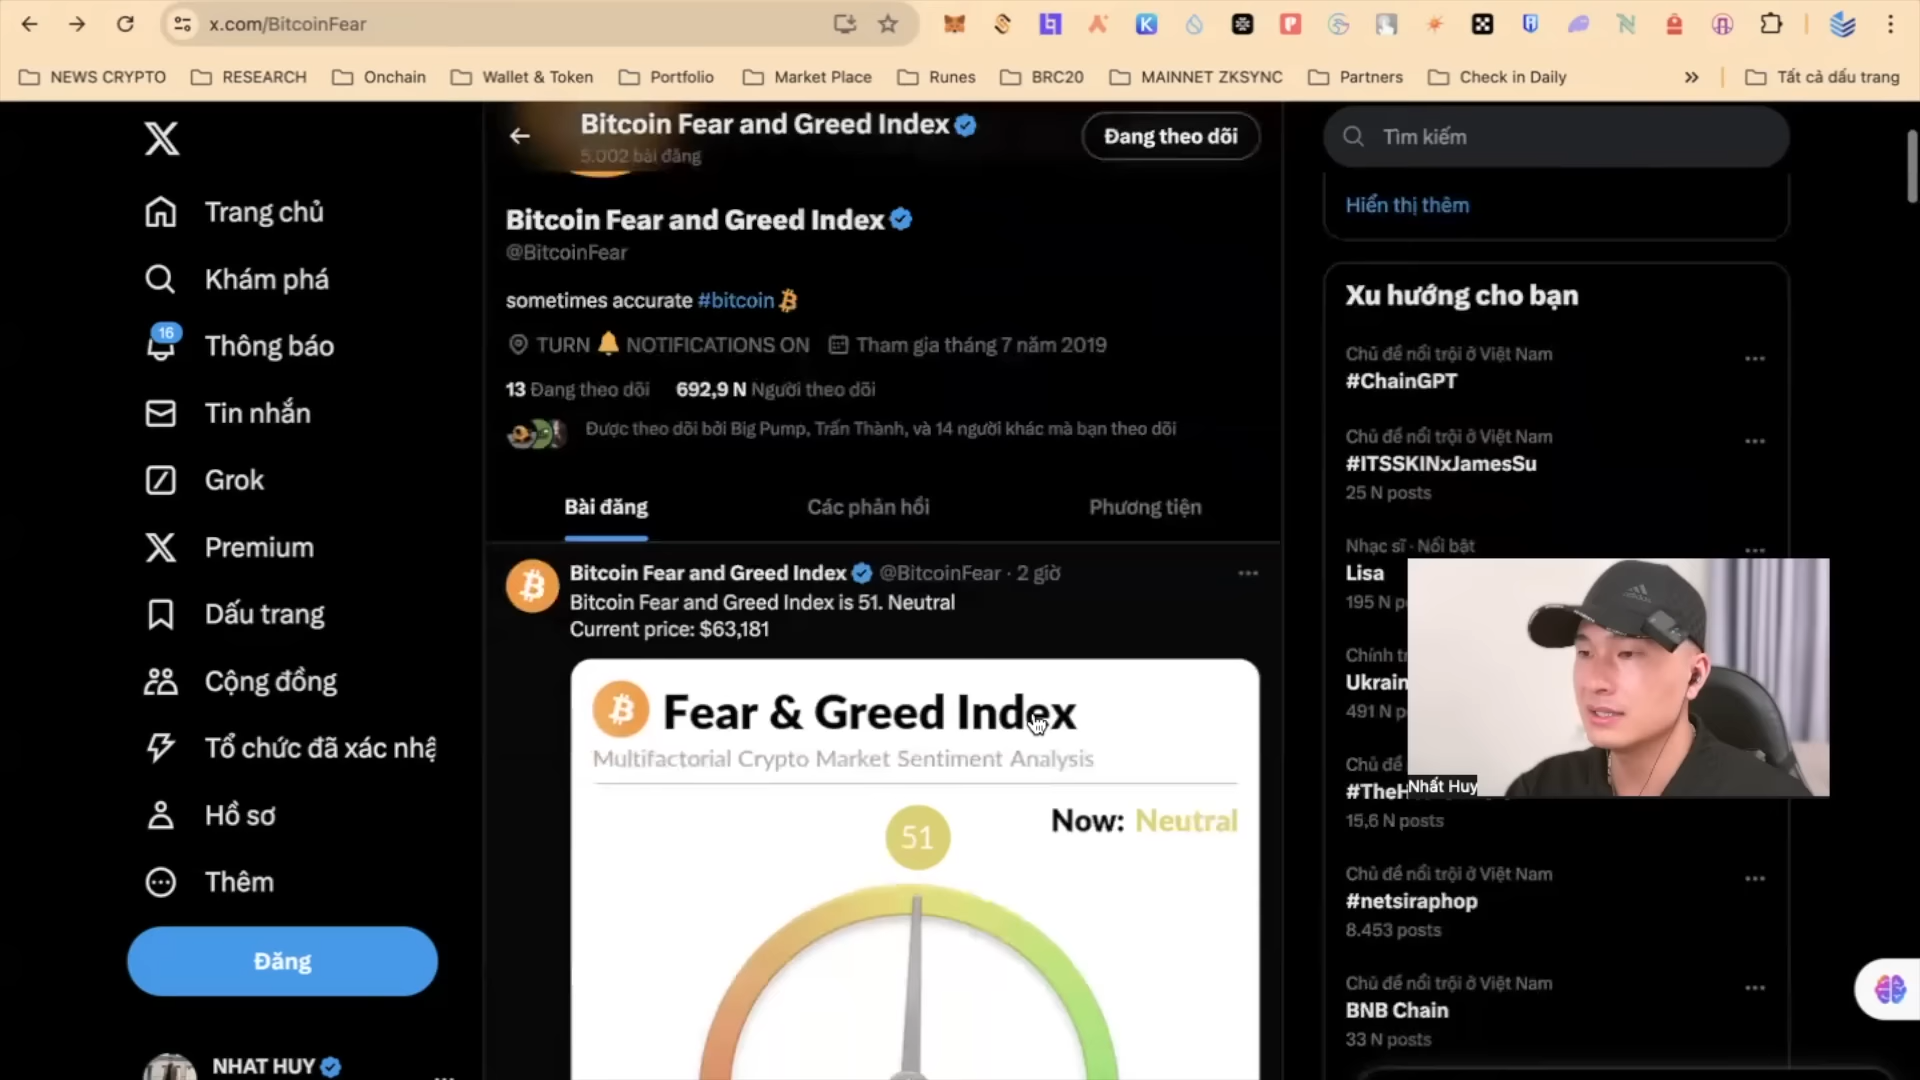 x.com/BitcoinFear
NEWS CRYPTO
RESEARCH
Onchain
Wallet & Token
Portfolio
Market Place
Runes
BRC20
MAINNET ZKSYNC
Partners
Check in Daily
Tất cả dấu trang
Trang chủ
Khám phá
16
Thông báo
Tin nhắn
Grok
Dấu trang
Premium
Cộng đồng
Tổ chức đã xác nhậ
Hồ sơ
Thêm
Đăng
NHAT HUY
Bitcoin Fear and Greed Index
5.002 bài đăng
Đang theo dõi
Bitcoin Fear and Greed Index
@BitcoinFear
sometimes accurate #bitcoin
TURN 🔔 NOTIFICATIONS ON Tham gia tháng 7 năm 2019
13 Đang theo dõi 692,9 N Người theo dõi
Được theo dõi bởi Big Pump, Trấn Thành, và 14 người khác mà bạn theo dõi
Bài đăng
Các phản hồi
Phương tiện
Bitcoin Fear and Greed Index @BitcoinFear · 2 giờ
Bitcoin Fear and Greed Index is 51. Neutral
Current price: $63,181
Fear & Greed Index
Multifactorial Crypto Market Sentiment Analysis
Now: Neutral
51
Tìm kiếm
Hiển thị thêm
Xu hướng cho bạn
Chủ đề nổi trội ở Việt Nam
#ChainGPT
Chủ đề nổi trội ở Việt Nam
#ITSSKINxJamesSu
25 N posts
Nhạc sĩ · Nổi bật
Lisa
195 N p
Chính tr
Ukrain
491 N p
Chủ đề
#TheH
15,6 N posts
Chủ đề nổi trội ở Việt Nam
#netsiraphop
8.453 posts
Chủ đề nổi trội ở Việt Nam
BNB Chain
33 N posts
adidas
Nhất Huy